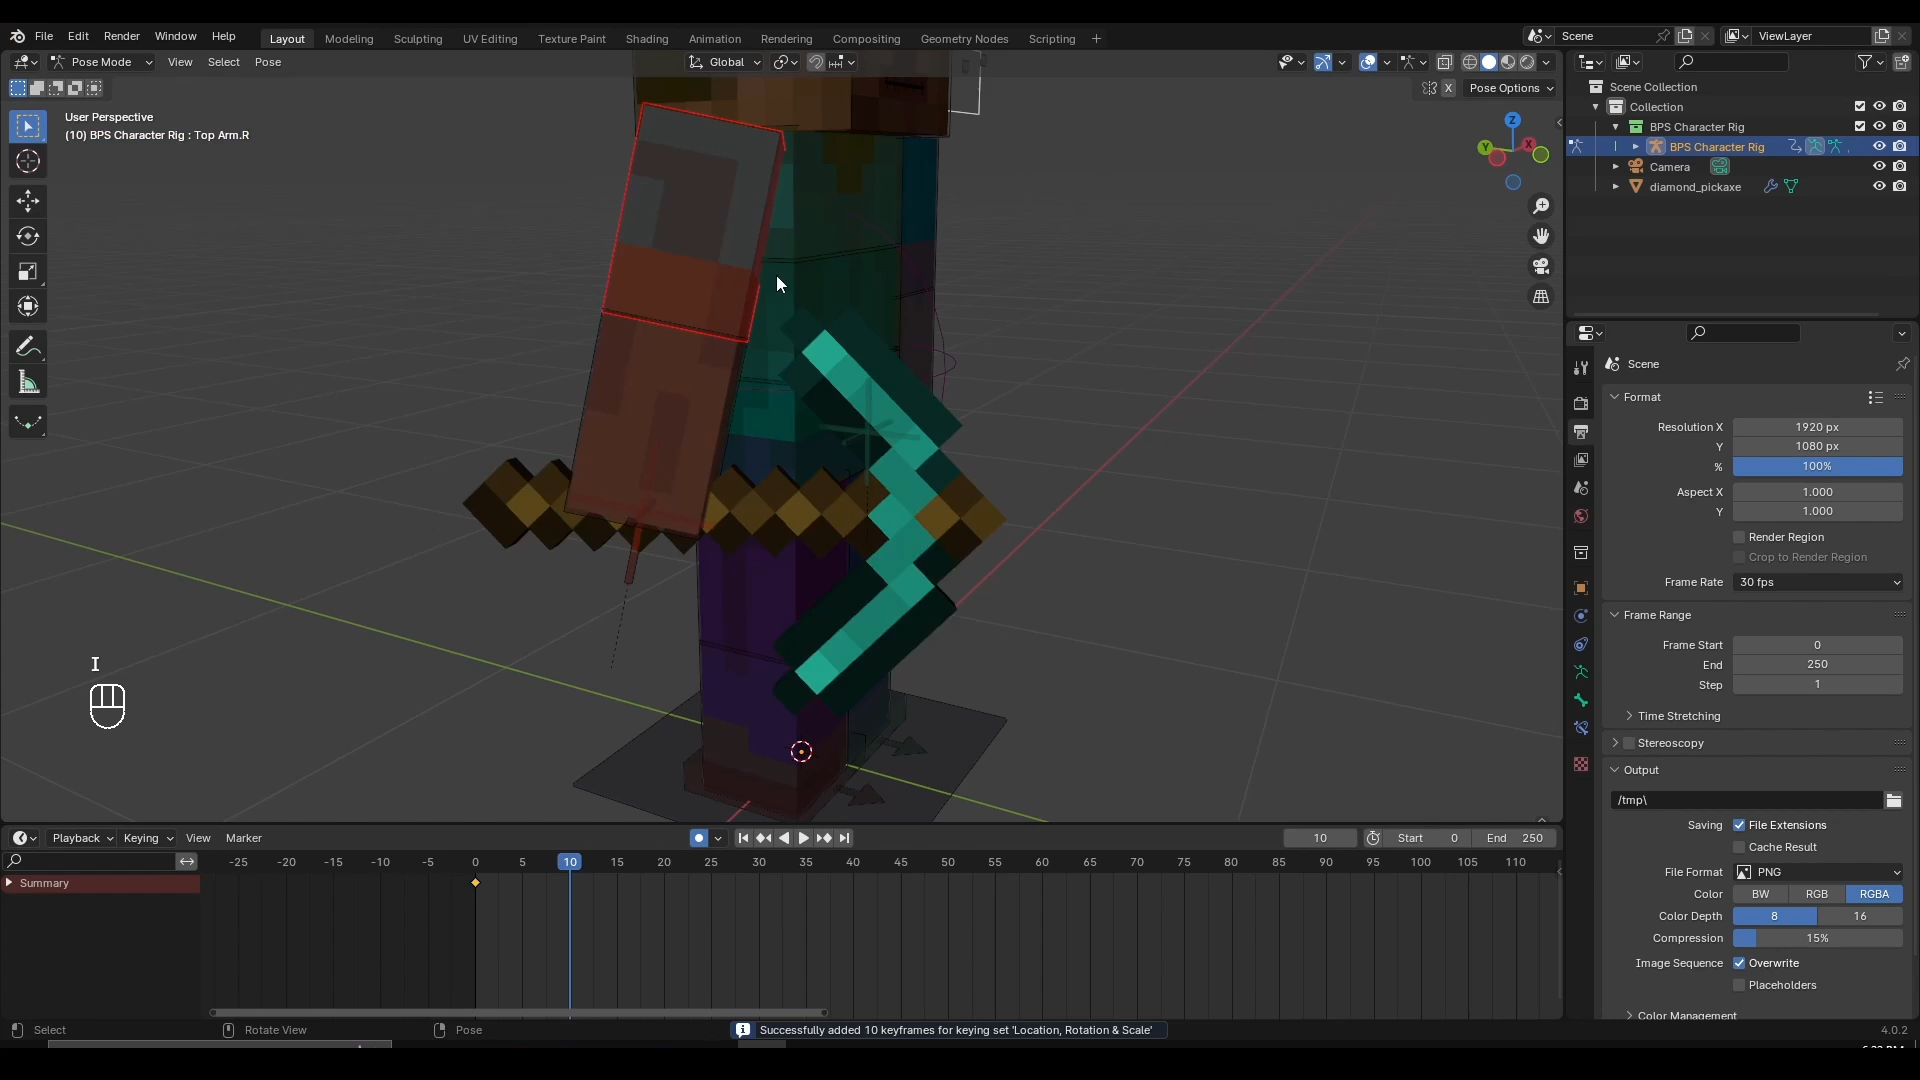 File Edit Render Window Help Layout Modeling Sculpting UV Editing Texture Paint Shading Animation Rendering Compositing Geometry Nodes Scripting Scene ViewLayer
Pose Mode View Select Pose Global
X Pose Options
User Perspective
(10) BPS Character Rig : Top Arm.R
Z
Y
X
Scene Collection
Collection
BPS Character Rig
BPS Character Rig
Camera
diamond_pickaxe
Scene
Format
Resolution X 1920 px
Y 1080 px
% 100%
Aspect X 1.000
Y 1.000
Render Region
Crop to Render Region
Frame Rate 30 fps
Frame Range
Frame Start 0
End 250
Step 1
Time Stretching
Stereoscopy
Output
/tmp\
Saving File Extensions
Cache Result
File Format PNG
Color BW RGB RGBA
Color Depth 8 16
Compression 15%
Image Sequence Overwrite
Placeholders
Color Management
I
Playback Keying View Marker 10 Start 0 End 250
-25 -20 -15 -10 -5 0 5 10 15 20 25 30 35 40 45 50 55 60 65 70 75 80 85 90 95 100 105 110
Summary
Select Rotate View Pose Successfully added 10 keyframes for keying set 'Location, Rotation & Scale' 4.0.2